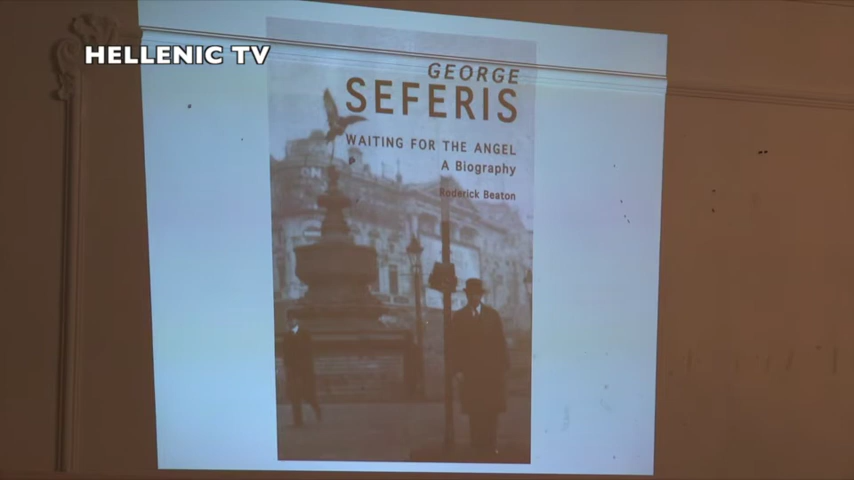 HELLENIC TV
GEORGE
SEFERIS
WAITING FOR THE ANGEL
A Biography
Roderick Beaton